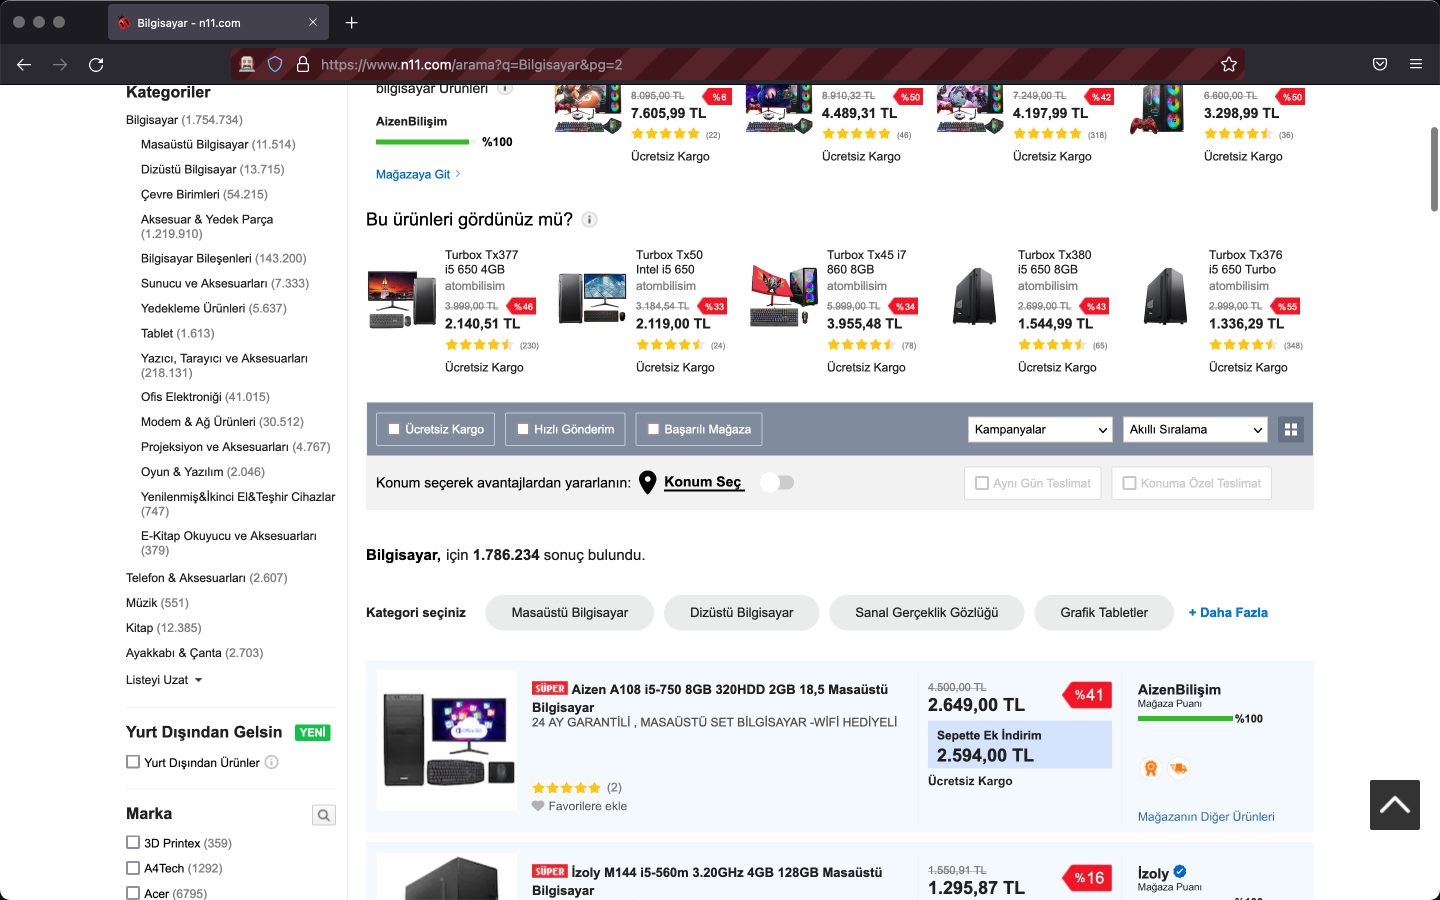 Bilgisayar - n11.com
https://www.n11.com/arama?q=Bilgisayar&pg=2
Kategoriler
Bilgisayar (1.754.734)
Masaüstü Bilgisayar (11.514)
Dizüstü Bilgisayar (13.715)
Çevre Birimleri (54.215)
Aksesuar & Yedek Parça
(1.219.910)
Bilgisayar Bileşenleri (143.200)
Sunucu ve Aksesuarları (7.333)
Yedekleme Ürünleri (5.637)
Tablet (1.613)
Yazıcı, Tarayıcı ve Aksesuarları
(218.131)
Ofis Elektroniği (41.015)
Modem & Ağ Ürünleri (30.512)
Projeksiyon ve Aksesuarları (4.767)
Oyun & Yazılım (2.046)
Yenilenmiş&İkinci El&Teşhir Cihazlar
(747)
E-Kitap Okuyucu ve Aksesuarları
(379)
Telefon & Aksesuarları (2.607)
Müzik (551)
Kitap (12.385)
Ayakkabı & Çanta (2.703)
Listeyi Uzat
Yurt Dışından Gelsin YENİ
Yurt Dışından Ürünler
Marka
3D Printex (359)
A4Tech (1292)
Acer (6795)
bilgisayar Ürünleri
AizenBilişim
%100
Mağazaya Git
8.095,00 TL %6
7.605,99 TL
(22)
Ücretsiz Kargo
8.910,32 TL %50
4.489,31 TL
(46)
Ücretsiz Kargo
7.249,00 TL %42
4.197,99 TL
(318)
Ücretsiz Kargo
6.600,00 TL %50
3.298,99 TL
(36)
Ücretsiz Kargo
Bu ürünleri gördünüz mü?
Turbox Tx377
i5 650 4GB
atombilisim
3.999,00 TL %46
2.140,51 TL
(230)
Ücretsiz Kargo
Turbox Tx50
Intel i5 650
atombilisim
3.184,54 TL %33
2.119,00 TL
(24)
Ücretsiz Kargo
Turbox Tx45 i7
860 8GB
atombilisim
5.999,00 TL %34
3.955,48 TL
(78)
Ücretsiz Kargo
Turbox Tx380
i5 650 8GB
atombilisim
2.699,00 TL %43
1.544,99 TL
(65)
Ücretsiz Kargo
Turbox Tx376
i5 650 Turbo
atombilisim
2.999,00 TL %55
1.336,29 TL
(348)
Ücretsiz Kargo
Ücretsiz Kargo Hızlı Gönderim Başarılı Mağaza Kampanyalar Akıllı Sıralama
Konum seçerek avantajlardan yararlanın: Konum Seç Aynı Gün Teslimat Konuma Özel Teslimat
Bilgisayar, için 1.786.234 sonuç bulundu.
Kategori seçiniz Masaüstü Bilgisayar Dizüstü Bilgisayar Sanal Gerçeklik Gözlüğü Grafik Tabletler + Daha Fazla
SÜPER Aizen A108 i5-750 8GB 320HDD 2GB 18,5 Masaüstü
Bilgisayar
24 AY GARANTİLİ , MASAÜSTÜ SET BİLGİSAYAR -WİFİ HEDİYELİ
(2)
Favorilere ekle
4.500,00 TL
2.649,00 TL
%41
Sepette Ek İndirim
2.594,00 TL
Ücretsiz Kargo
AizenBilişim
Mağaza Puanı
%100
Mağazanın Diğer Ürünleri
SÜPER İzoly M144 i5-560m 3.20GHz 4GB 128GB Masaüstü
Bilgisayar
1.550,91 TL
1.295,87 TL
%16
İzoly
Mağaza Puanı